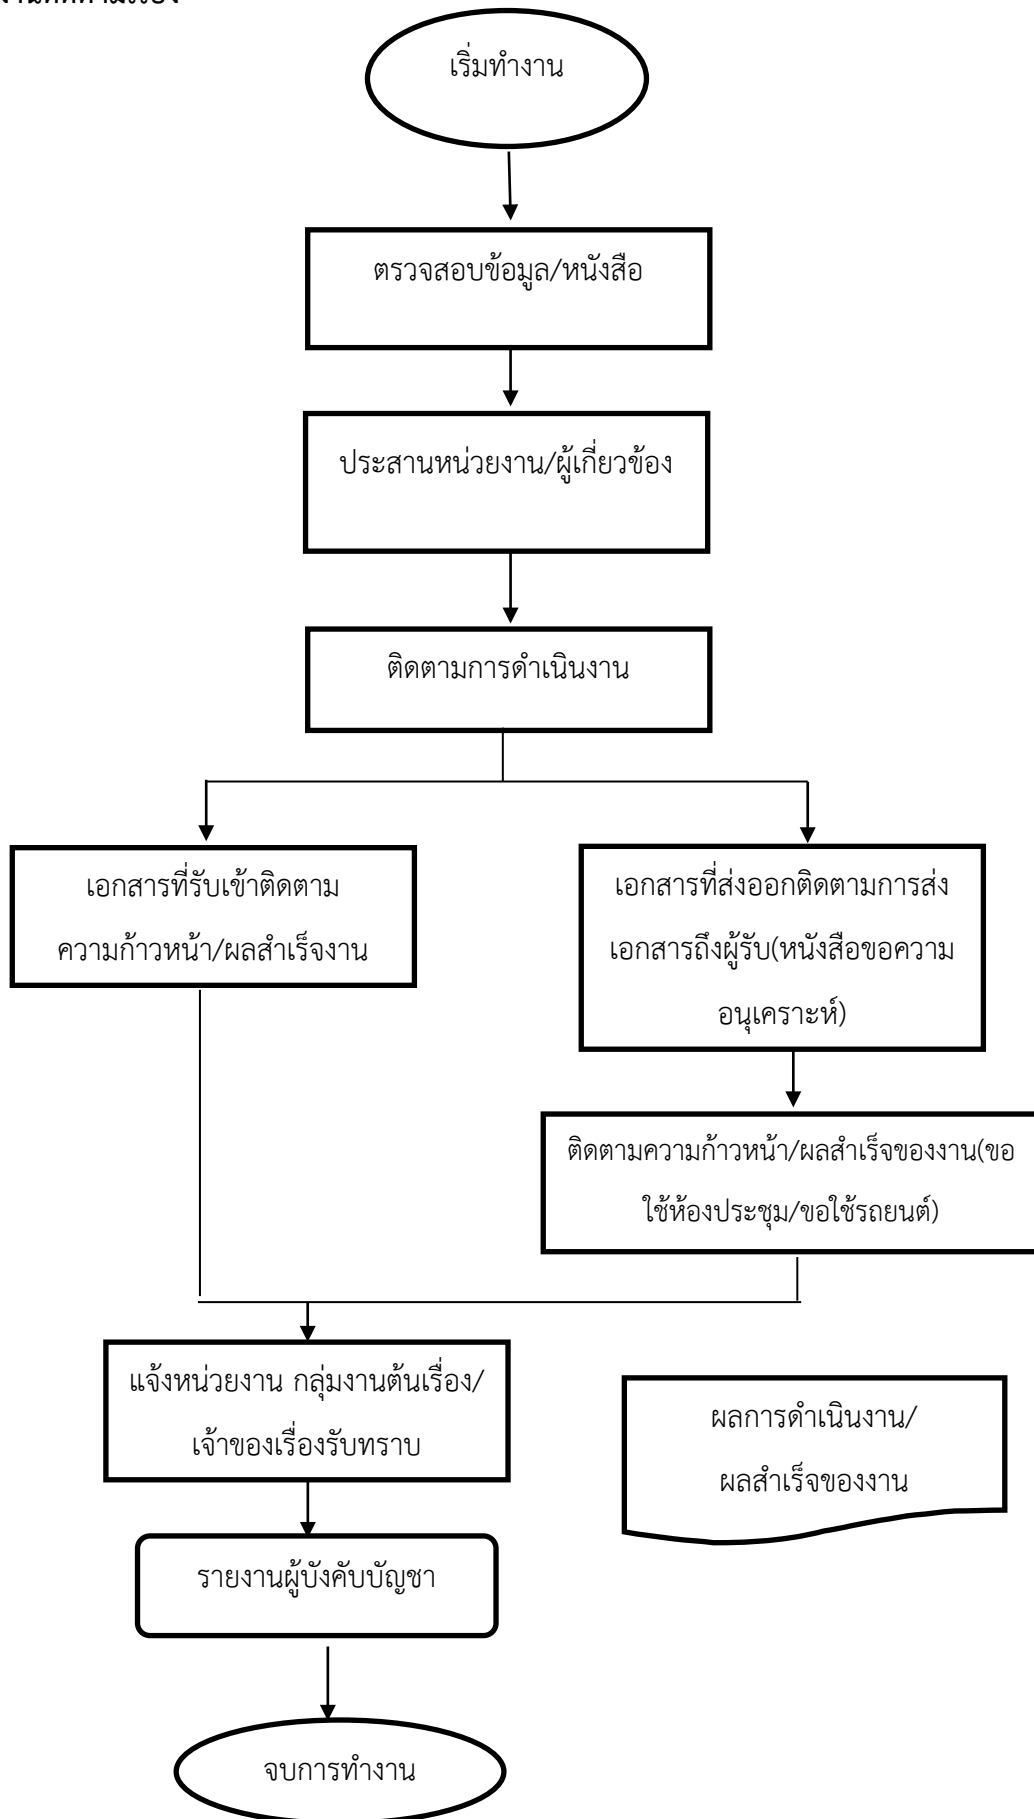 เริ่มทำงาน
ตรวจสอบข้อมูล/หนังสือ
ประสานหน่วยงาน/ผู้เกี่ยวข้อง
ติดตามการดำเนินงาน
เอกสารที่รับเข้าติดตาม
ความก้าวหน้า/ผลสำเร็จงาน
เอกสารที่ส่งออกติดตามการส่ง
เอกสารถึงผู้รับ(หนังสือขอความ
อนุเคราะห์)
ติดตามความก้าวหน้า/ผลสำเร็จของงาน(ขอ
ใช้ห้องประชุม/ขอใช้รถยนต์)
แจ้งหน่วยงาน กลุ่มงานต้นเรื่อง/
เจ้าของเรื่องรับทราบ
ผลการดำเนินงาน/
ผลสำเร็จของงาน
รายงานผู้บังคับบัญชา
จบการทำงาน